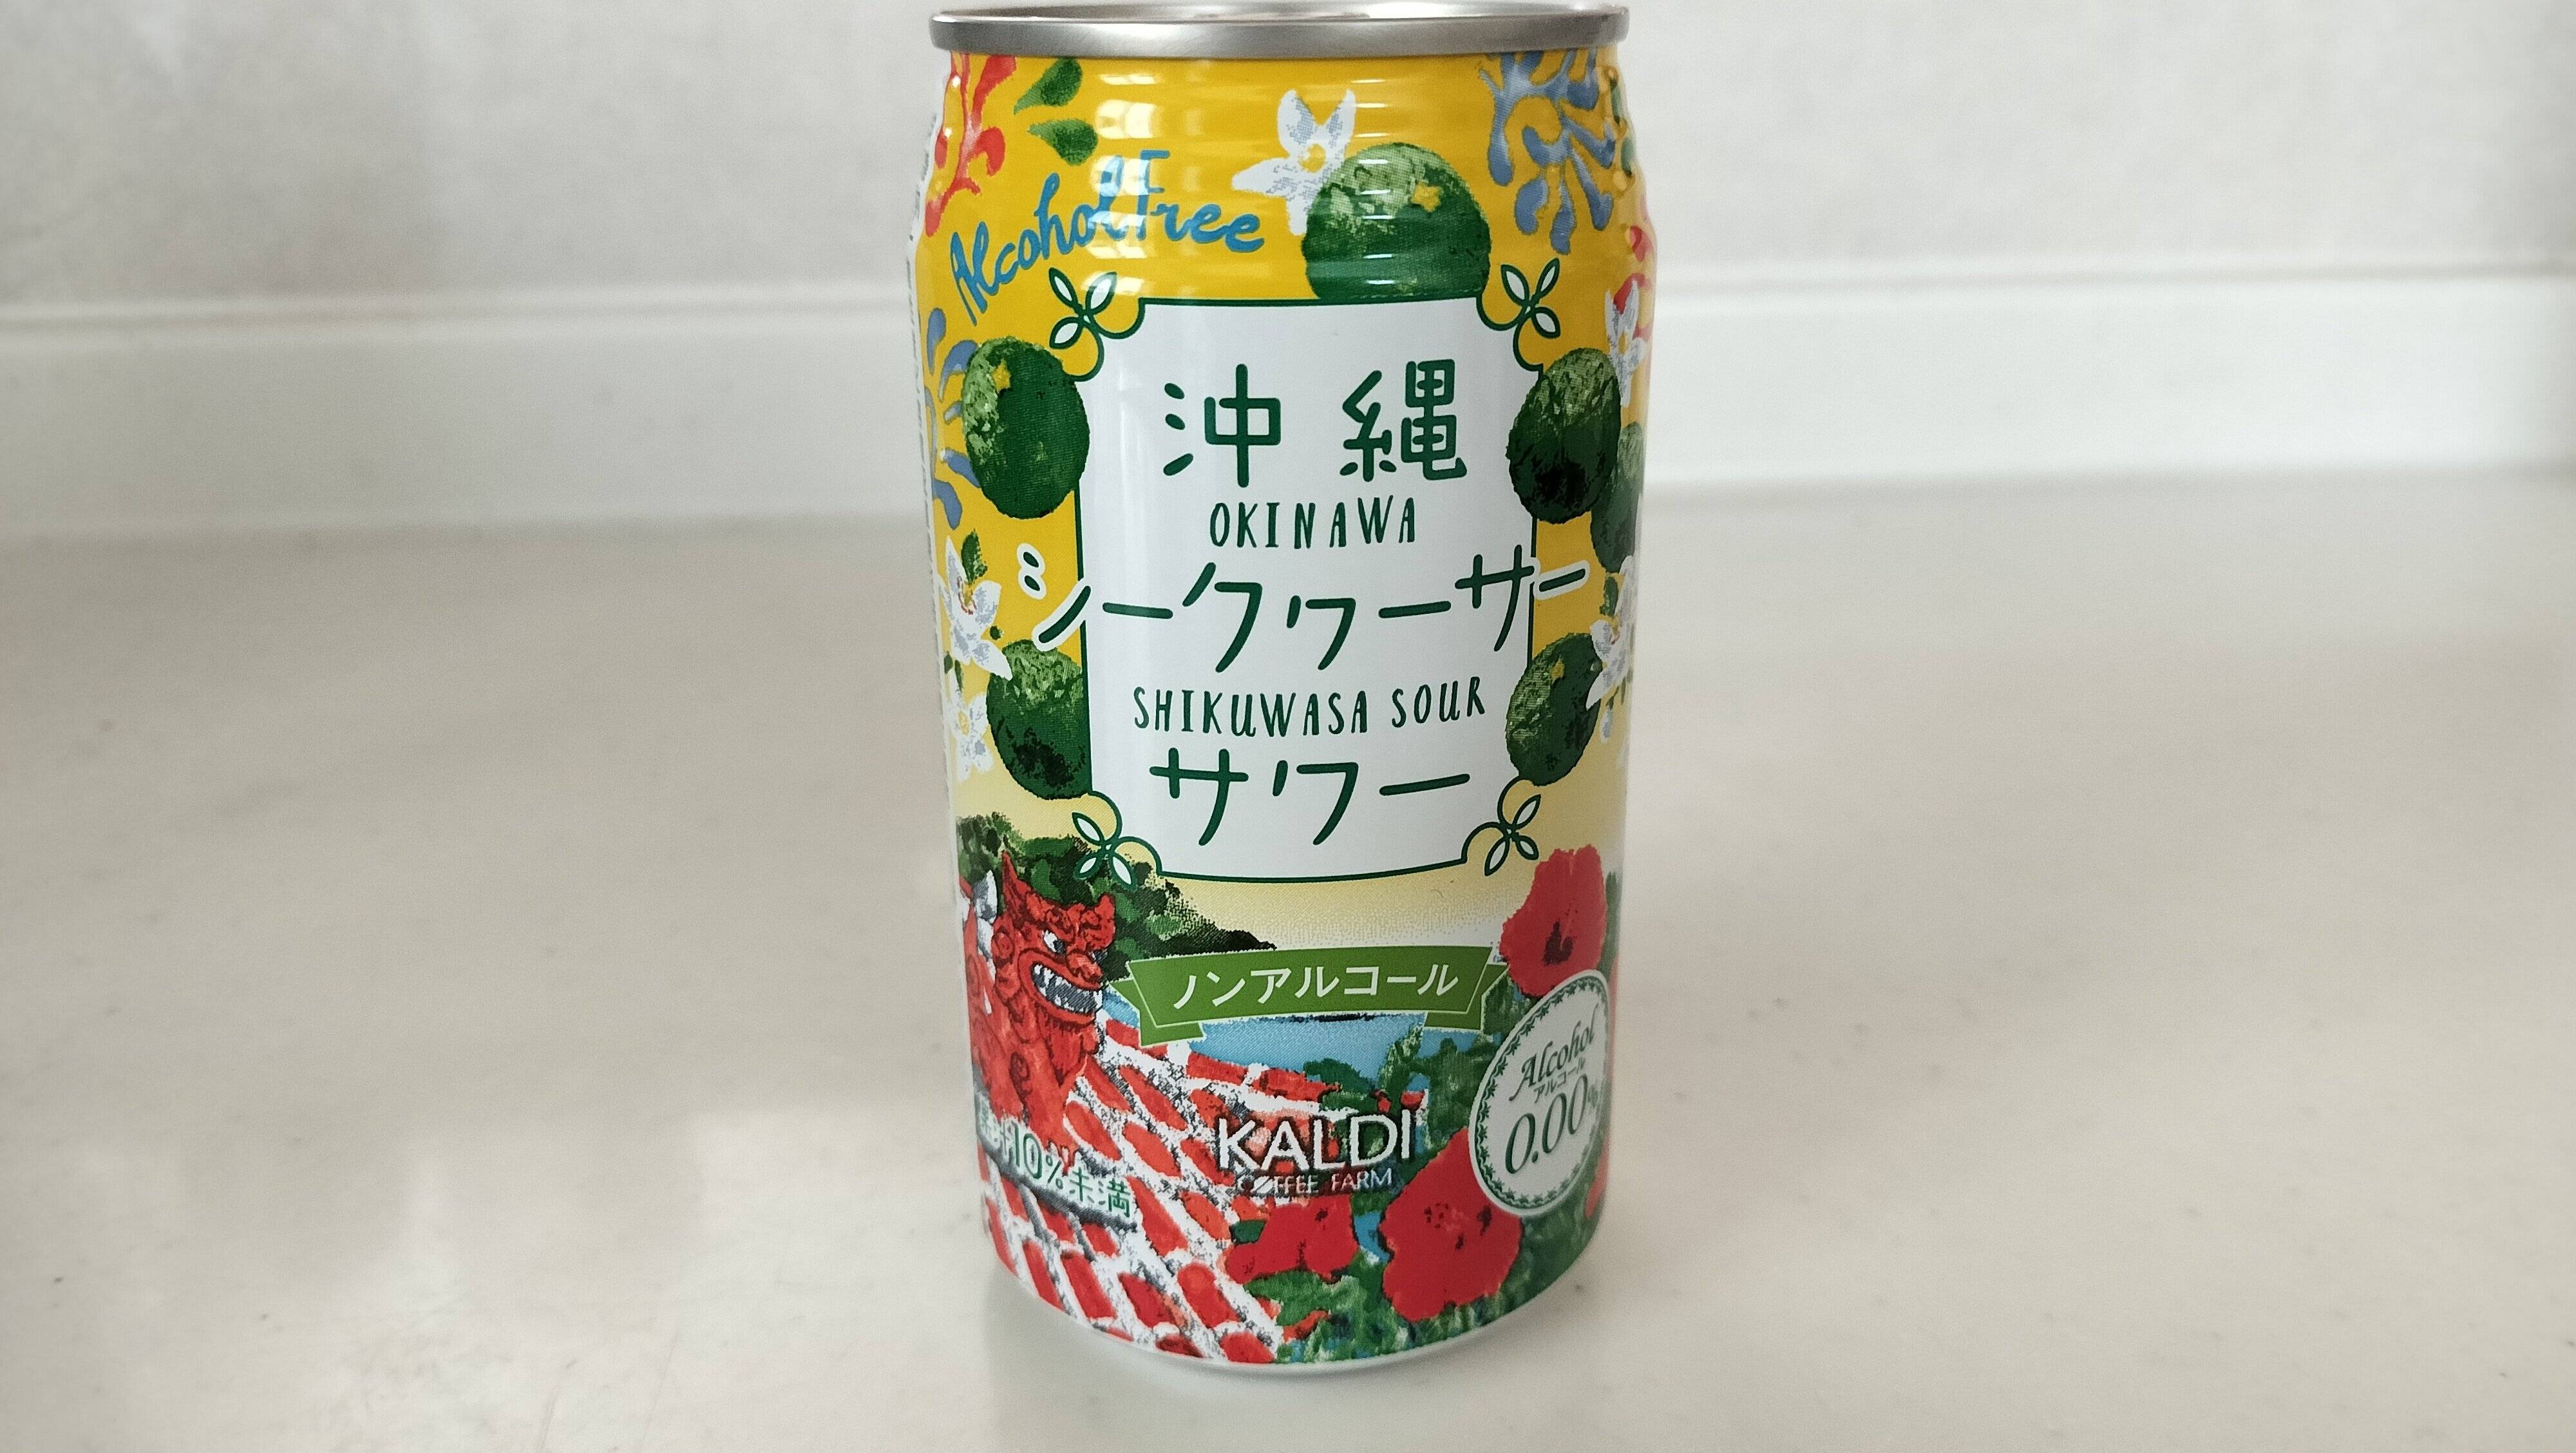 Alcohol Free
沖縄
OKINAWA
シークヮーサー
SHIKUWASA SOUR
サワー
ノンアルコール
Alcohol
アルコール
0.00%
10%未満
KALDI
COFFEE FARM